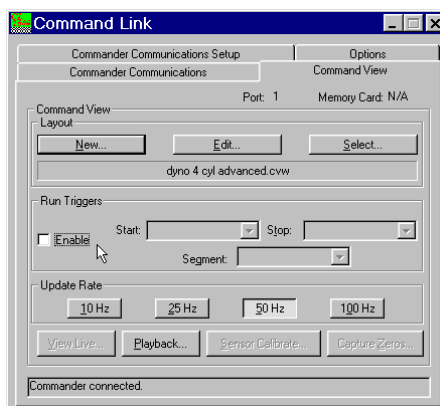 Command Link
Commander Communications Setup Options
Commander Communications Command View
Port: 1 Memory Card: N/A
Command View
Layout
New... Edit... Select...
dyno 4 cyl advanced.cvw
Run Triggers
Enable Start: Stop:
Segment:
Update Rate
10 Hz 25 Hz 50 Hz 100 Hz
View Live... Playback... Sensor Calibrate... Capture Zeros...
Commander connected.